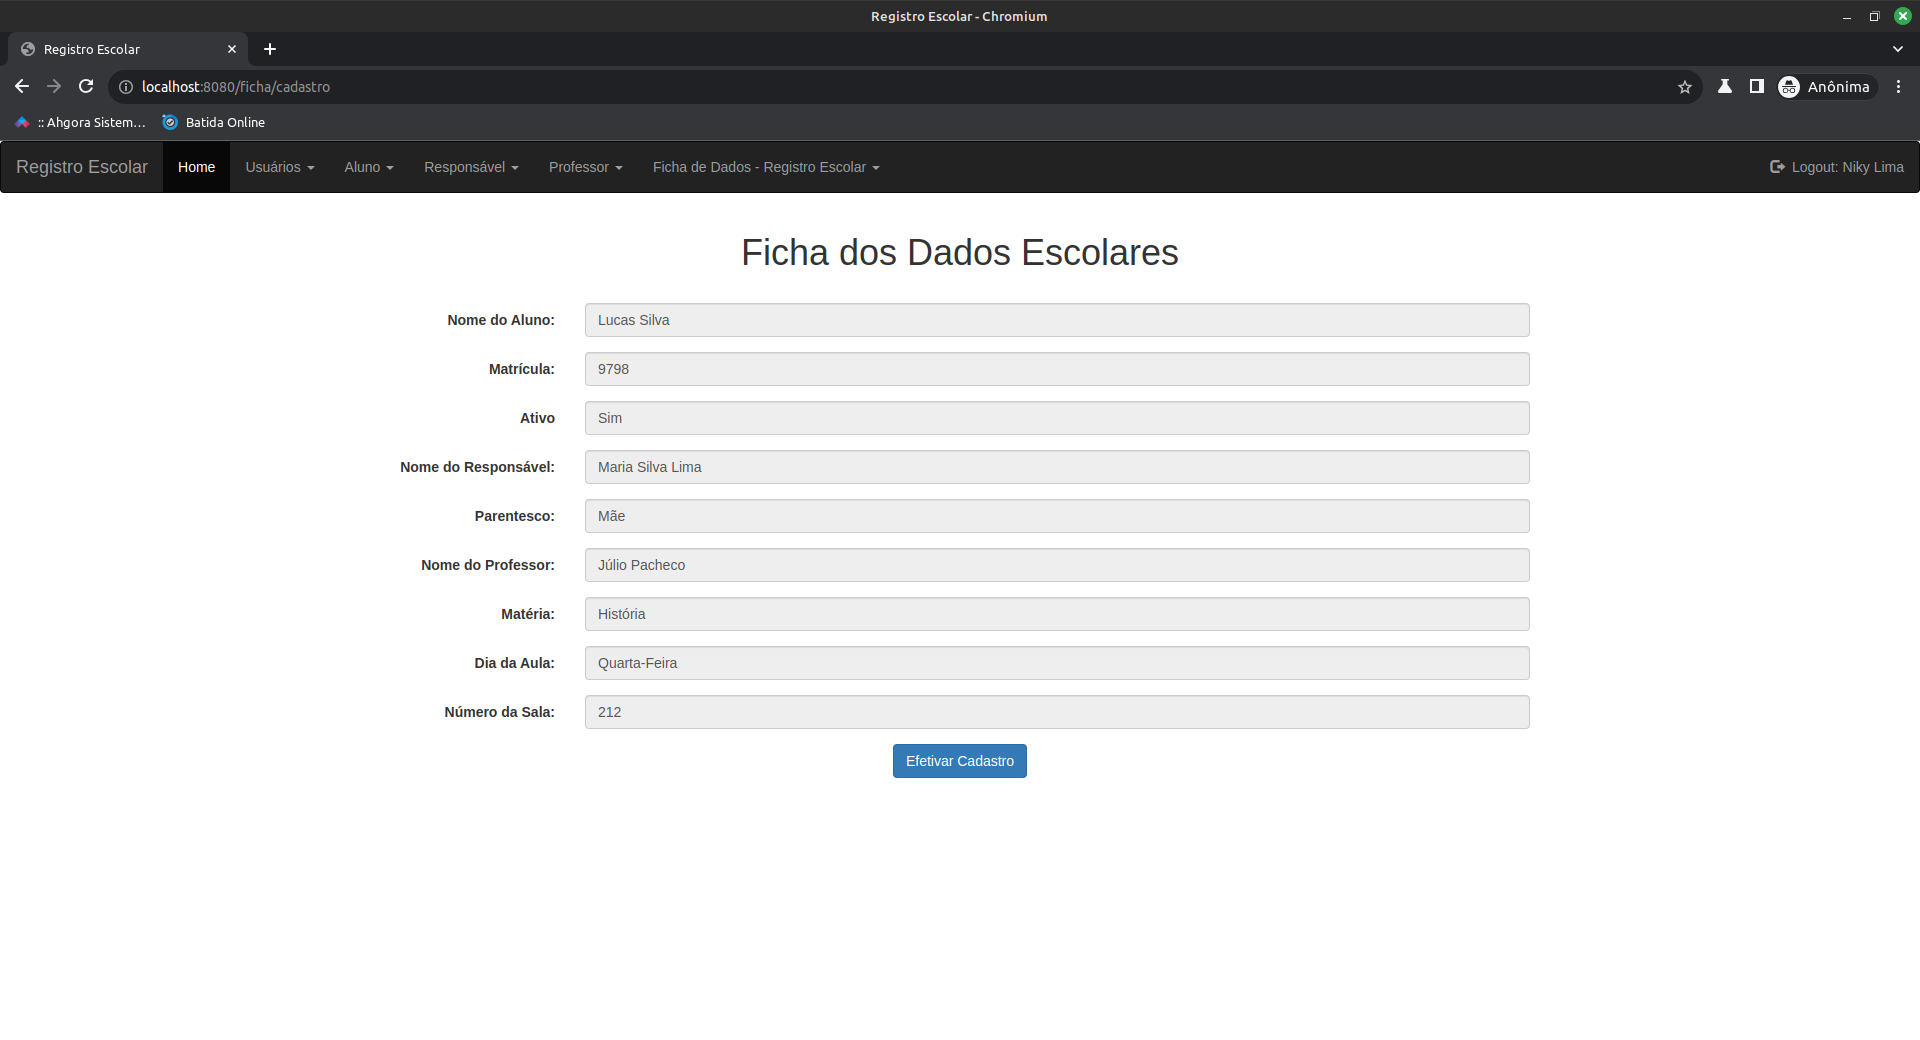 Registro Escolar - Chromium
Registro Escolar
localhost:8080/ficha/cadastro
Anônima
:: Ahgora Sistem...
Batida Online
Registro Escolar Home Usuários Aluno Responsável Professor Ficha de Dados - Registro Escolar Logout: Niky Lima
Ficha dos Dados Escolares
Nome do Aluno: Lucas Silva
Matrícula: 9798
Ativo Sim
Nome do Responsável: Maria Silva Lima
Parentesco: Mãe
Nome do Professor: Júlio Pacheco
Matéria: História
Dia da Aula: Quarta-Feira
Número da Sala: 212
Efetivar Cadastro